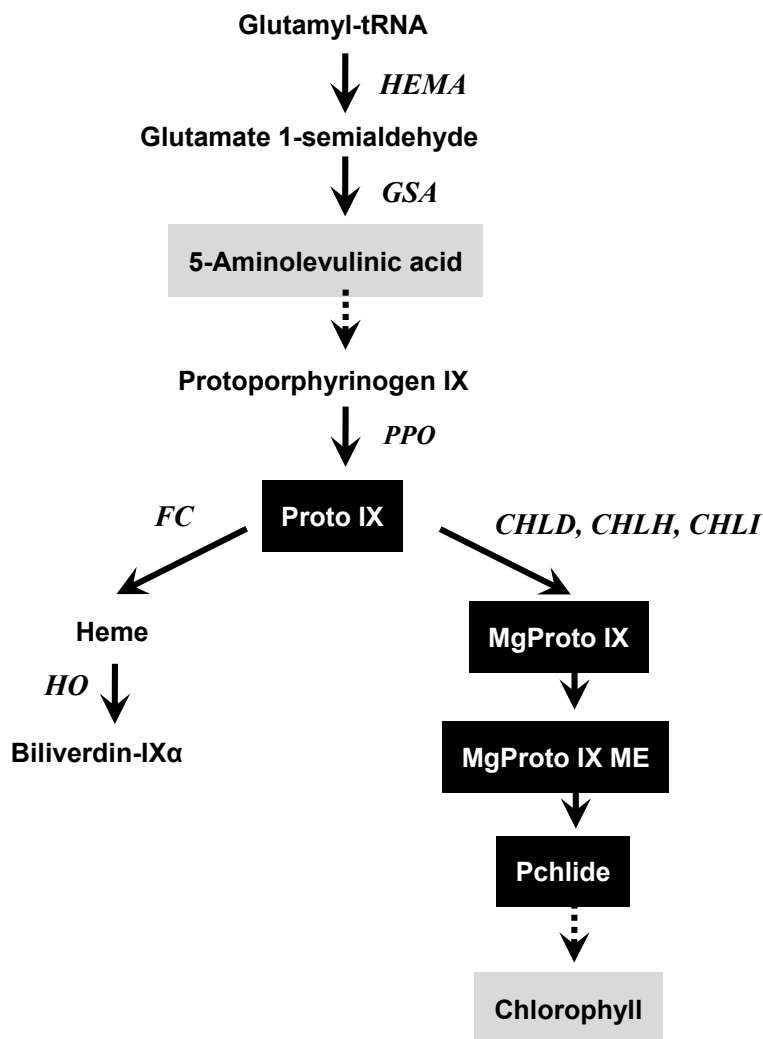 Glutamyl-tRNA
HEMA
Glutamate 1-semialdehyde
GSA
5-Aminolevulinic acid
Protoporphyrinogen IX
PPO
FC
Proto IX
CHLD, CHLH, CHLI
Heme
MgProto IX
HO
Biliverdin-IXα
MgProto IX ME
Pchlide
Chlorophyll